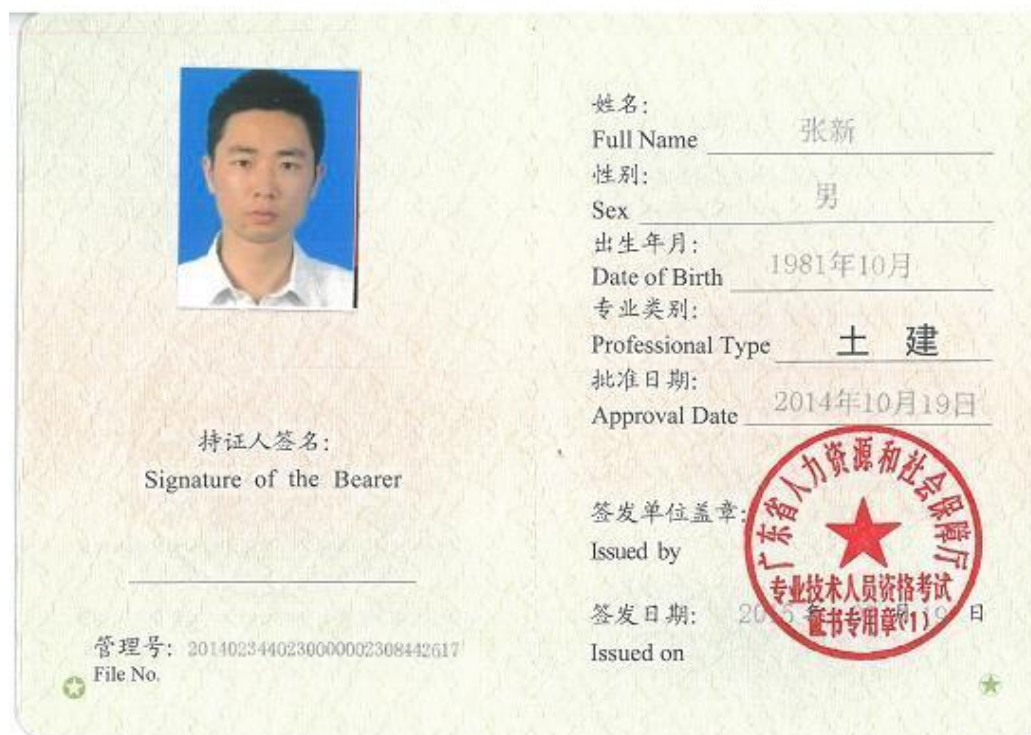 持证人签名:
Signature of the Bearer
管理号: 2014023440230000002308442617
File No.
姓名:
Full Name 张新
性别:
Sex 男
出生年月:
Date of Birth 1981年10月
专业类别:
Professional Type 土 建
批准日期:
Approval Date 2014年10月19日
签发单位盖章:
Issued by
签发日期: 2015 年 月 19 日
Issued on
广东省人力资源和社会保障厅
专业技术人员资格考试
证书专用章(1)